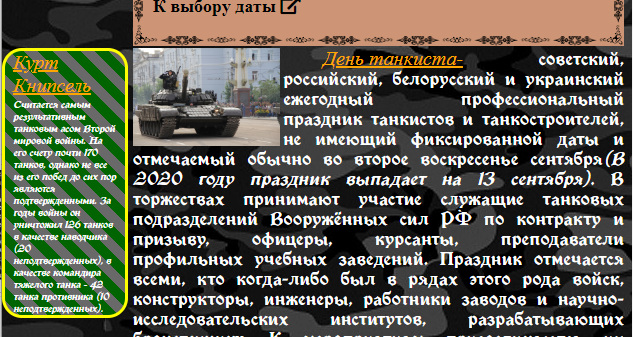 К выбору даты
Курт
Книпсель
Считается самым
результативным
танковым асом Второй
мировой войны. На
его счету почти 170
танков, однако не все
из его побед до сих пор
являются
подтвержденными. За
годы войны он
уничтожил 126 танков
в качестве наводчика
(20
неподтвержденных), в
качестве командира
тяжелого танка - 42
танка противника (10
неподтвержденных).
День танкиста- советский,
российский, белорусский и украинский
ежегодный профессиональный
праздник танкистов и танкостроителей,
не имеющий фиксированной даты и
отмечаемый обычно во второе воскресенье сентября(В
2020 году праздник выпадает на 13 сентября). В
торжествах принимают участие служащие танковых
подразделений Вооружённых сил РФ по контракту и
призыву, офицеры, курсанты, преподаватели
профильных учебных заведений. Праздник отмечается
всеми, кто когда-либо был в рядах этого рода войск,
конструкторы, инженеры, работники заводов и научно-
исследовательских институтов, разрабатывающих